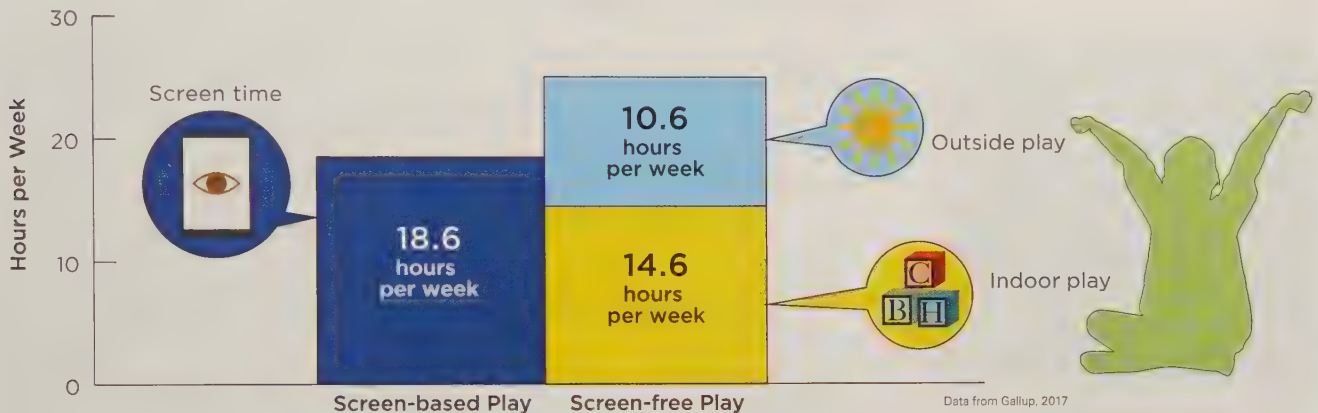 Hours per Week
30
20
10
0
Screen time
18.6
hours
per week
10.6
hours
per week
14.6
hours
per week
Outside play
C
B H
Indoor play
Screen-based Play
Screen-free Play
Data from Gallup, 2017